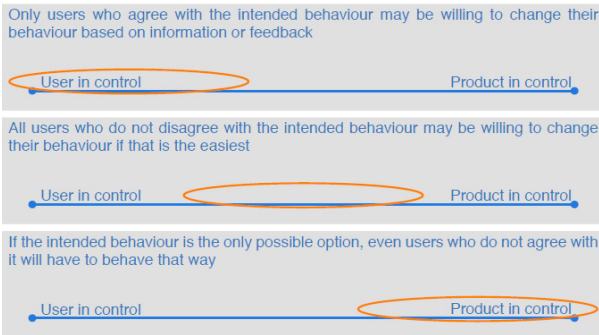 Only users who agree with the intended behaviour may be willing to change their
behaviour based on information or feedback
User in control Product in control
All users who do not disagree with the intended behaviour may be willing to change
their behaviour if that is the easiest
User in control Product in control
If the intended behaviour is the only possible option, even users who do not agree with
it will have to behave that way
User in control Product in control